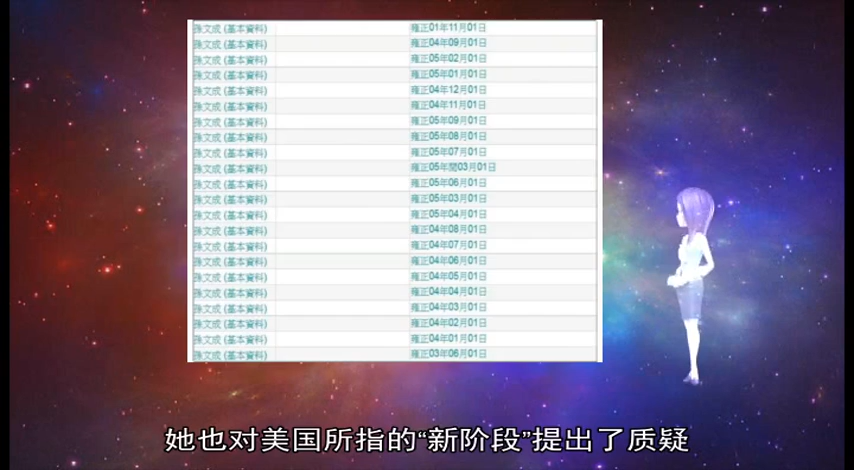 孫文成 (基本資料) 雍正01年11月01日
孫文成 (基本資料) 雍正04年09月01日
孫文成 (基本資料) 雍正05年02月01日
孫文成 (基本資料) 雍正05年01月01日
孫文成 (基本資料) 雍正04年12月01日
孫文成 (基本資料) 雍正04年11月01日
孫文成 (基本資料) 雍正05年09月01日
孫文成 (基本資料) 雍正05年08月01日
孫文成 (基本資料) 雍正05年07月01日
孫文成 (基本資料) 雍正05年閏03月01日
孫文成 (基本資料) 雍正05年06月01日
孫文成 (基本資料) 雍正05年03月01日
孫文成 (基本資料) 雍正05年04月01日
孫文成 (基本資料) 雍正04年08月01日
孫文成 (基本資料) 雍正04年07月01日
孫文成 (基本資料) 雍正04年06月01日
孫文成 (基本資料) 雍正04年05月01日
孫文成 (基本資料) 雍正04年04月01日
孫文成 (基本資料) 雍正04年03月01日
孫文成 (基本資料) 雍正04年02月01日
孫文成 (基本資料) 雍正04年01月01日
孫文成 (基本資料) 雍正03年06月01日
她也对美国所指的“新阶段”提出了质疑